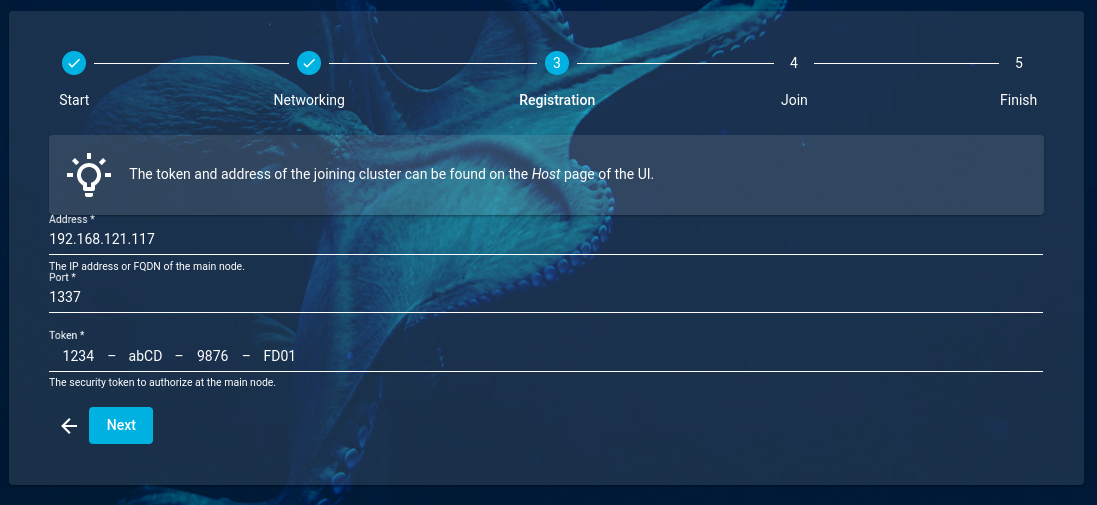 3 4 5
Start Networking Registration Join Finish
The token and address of the joining cluster can be found on the Host page of the UI.
Address *
192.168.121.117
The IP address or FQDN of the main node.
Port *
1337
Token *
1234 – abCD – 9876 – FD01
The security token to authorize at the main node.
Next